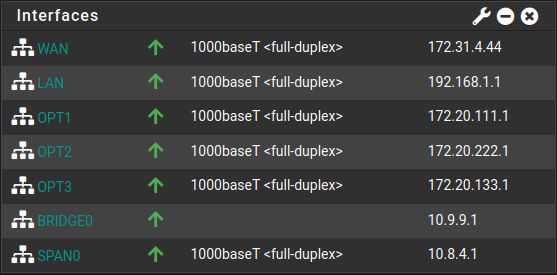 Interfaces
WAN 1000baseT <full-duplex> 172.31.4.44
LAN 1000baseT <full-duplex> 192.168.1.1
OPT1 1000baseT <full-duplex> 172.20.111.1
OPT2 1000baseT <full-duplex> 172.20.222.1
OPT3 1000baseT <full-duplex> 172.20.133.1
BRIDGE0 10.9.9.1
SPAN0 1000baseT <full-duplex> 10.8.4.1